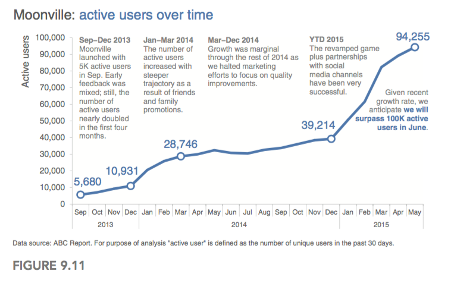 Moonville: active users over time
Active users
100,000
90,000
80,000
70,000
60,000
50,000
40,000
30,000
20,000
10,000
0
Sep–Dec 2013
Moonville
launched with
5K active users
in Sep. Early
feedback was
mixed; still, the
number of
active users
nearly doubled
in the first four
months.
Jan–Mar 2014
The number of
active users
increased with
steeper
trajectory as a
result of friends
and family
promotions.
Mar–Dec 2014
Growth was marginal
through the rest of 2014 as
we halted marketing
efforts to focus on quality
improvements.
YTD 2015
The revamped game
plus partnerships
with social
media channels
have been very
successful.
Given recent
growth rate, we
anticipate we will
surpass 100K active
users in June.
5,680
10,931
28,746
39,214
94,255
Sep Oct Nov Dec Jan Feb Mar Apr May Jun Jul Aug Sep Oct Nov Dec Jan Feb Mar Apr May
2013 2014 2015
Data source: ABC Report. For purpose of analysis "active user" is defined as the number of unique users in the past 30 days.
FIGURE 9.11